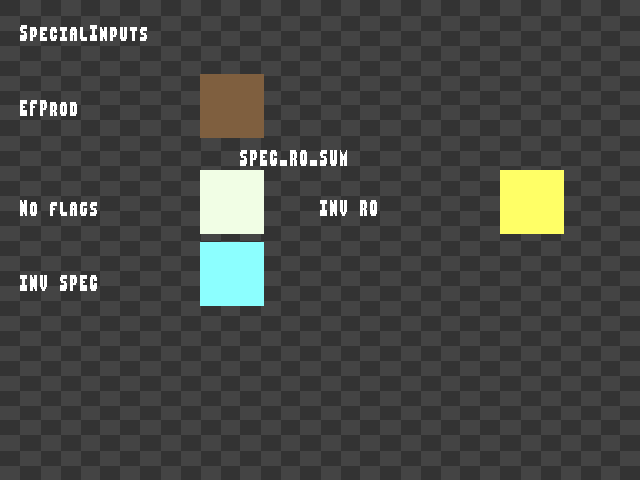 SpecialInputs
EfProd
SPEC_RO_SUM
No flags
INV RO
INV SPEC